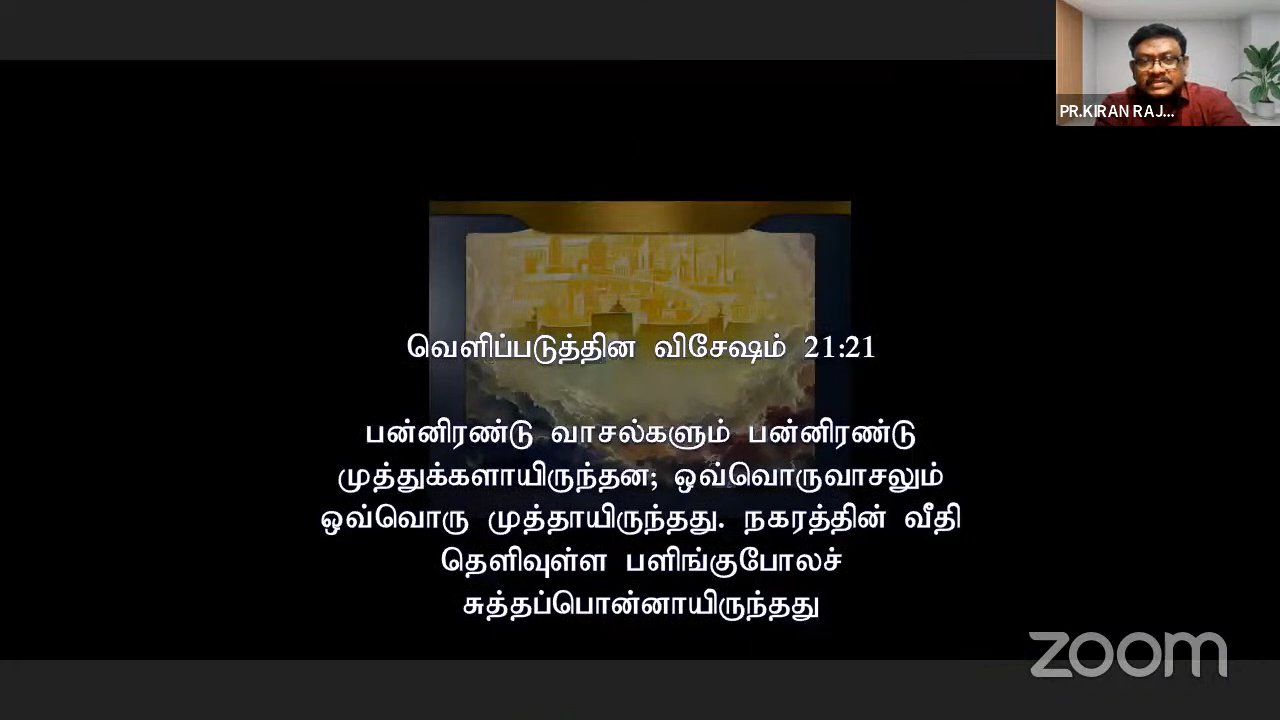 PR.KIRAN RAJ...
வெளிப்படுத்தின விசேஷம் 21:21
பன்னிரண்டு வாசல்களும் பன்னிரண்டு
முத்துக்களாயிருந்தன; ஒவ்வொருவாசலும்
ஒவ்வொரு முத்தாயிருந்தது. நகரத்தின் வீதி
தெளிவுள்ள பளிங்குபோலச்
சுத்தப்பொன்னாயிருந்தது
zoom